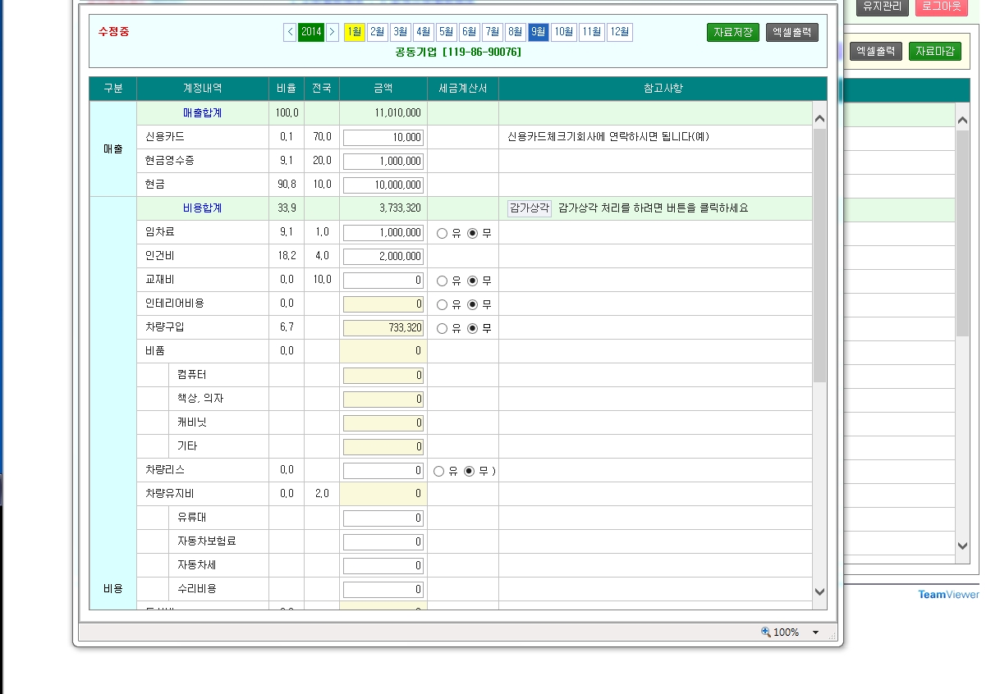 유지관리 로그아웃
수정중 < 2014 > 1월 2월 3월 4월 5월 6월 7월 8월 9월 10월 11월 12월 자료저장 엑셀출력
공동기업 [119-86-90076]
엑셀출력 자료마감
구분 계정내역 비율 전국 금액 세금계산서 참고사항
매출합계 100.0 11,010,000
매출
신용카드 0.1 70.0 10,000 신용카드체크기회사에 연락하시면 됩니다(예)
현금영수증 9.1 20.0 1,000,000
현금 90.8 10.0 10,000,000
비용합계 33.9 3,733,320 감가상각 감가상각 처리를 하려면 버튼을 클릭하세요
임차료 9.1 1.0 1,000,000 유 무
인건비 18.2 4.0 2,000,000
교재비 0.0 10.0 0 유 무
인테리어비용 0.0 0 유 무
차량구입 6.7 733,320 유 무
비품 0.0 0
컴퓨터 0
책상, 의자 0
캐비닛 0
기타 0
차량리스 0.0 0 유 무 )
차량유지비 0.0 2.0 0
유류대 0
자동차보험료 0
자동차세 0
비용 수리비용 0
TeamViewer
100%